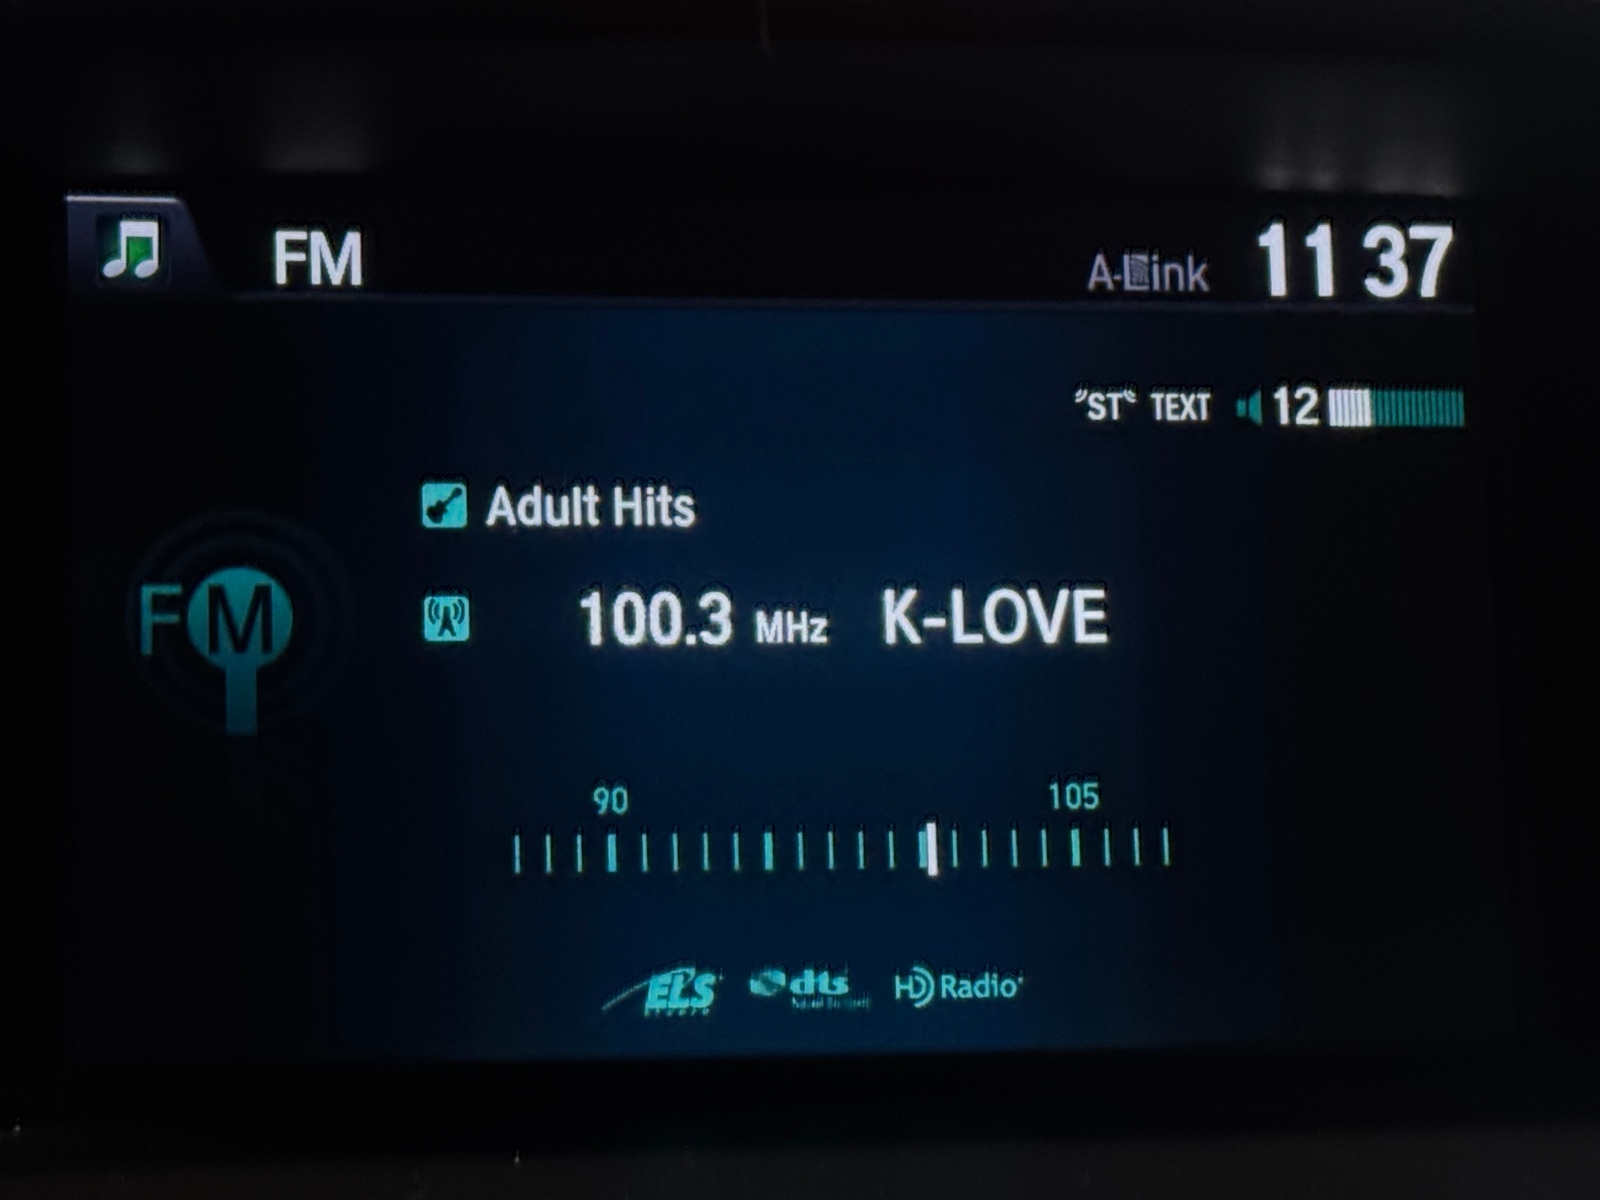 FM
A-Link 11 37
"ST" TEXT 12
Adult Hits
FM
100.3 MHz K-LOVE
90 105
ELS STUDIO dts HD Radio